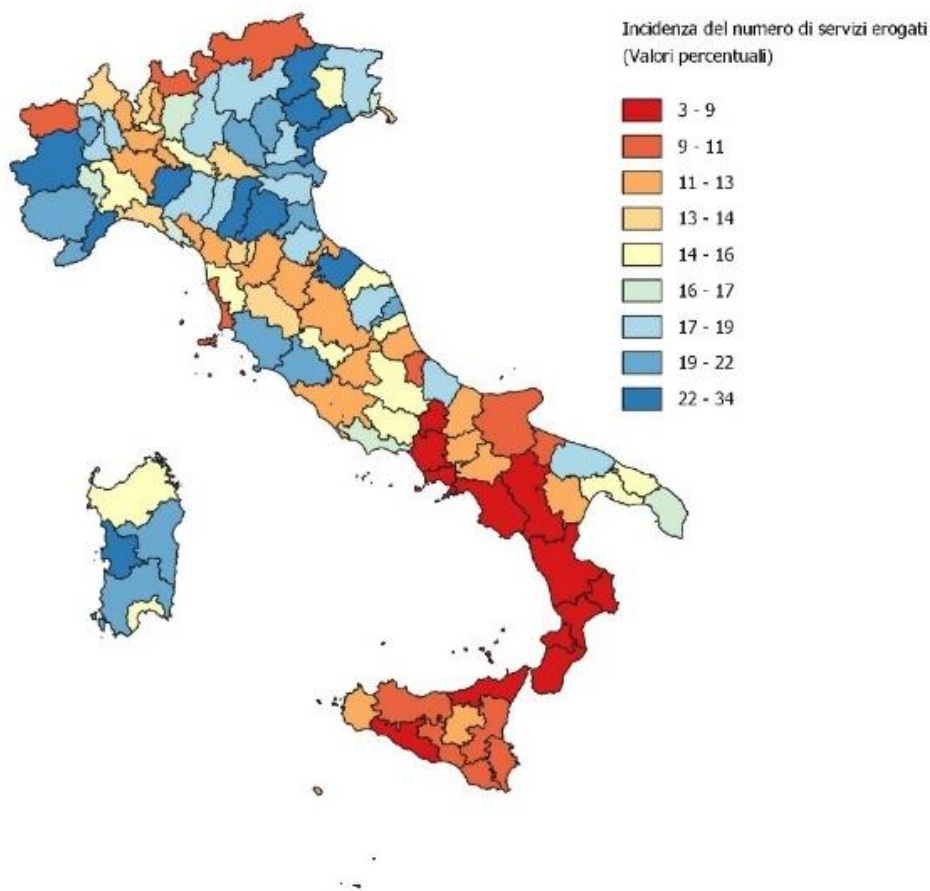 Incidenza del numero di servizi erogati
(Valori percentuali)
3 - 9
9 - 11
11 - 13
13 - 14
14 - 16
16 - 17
17 - 19
19 - 22
22 - 34